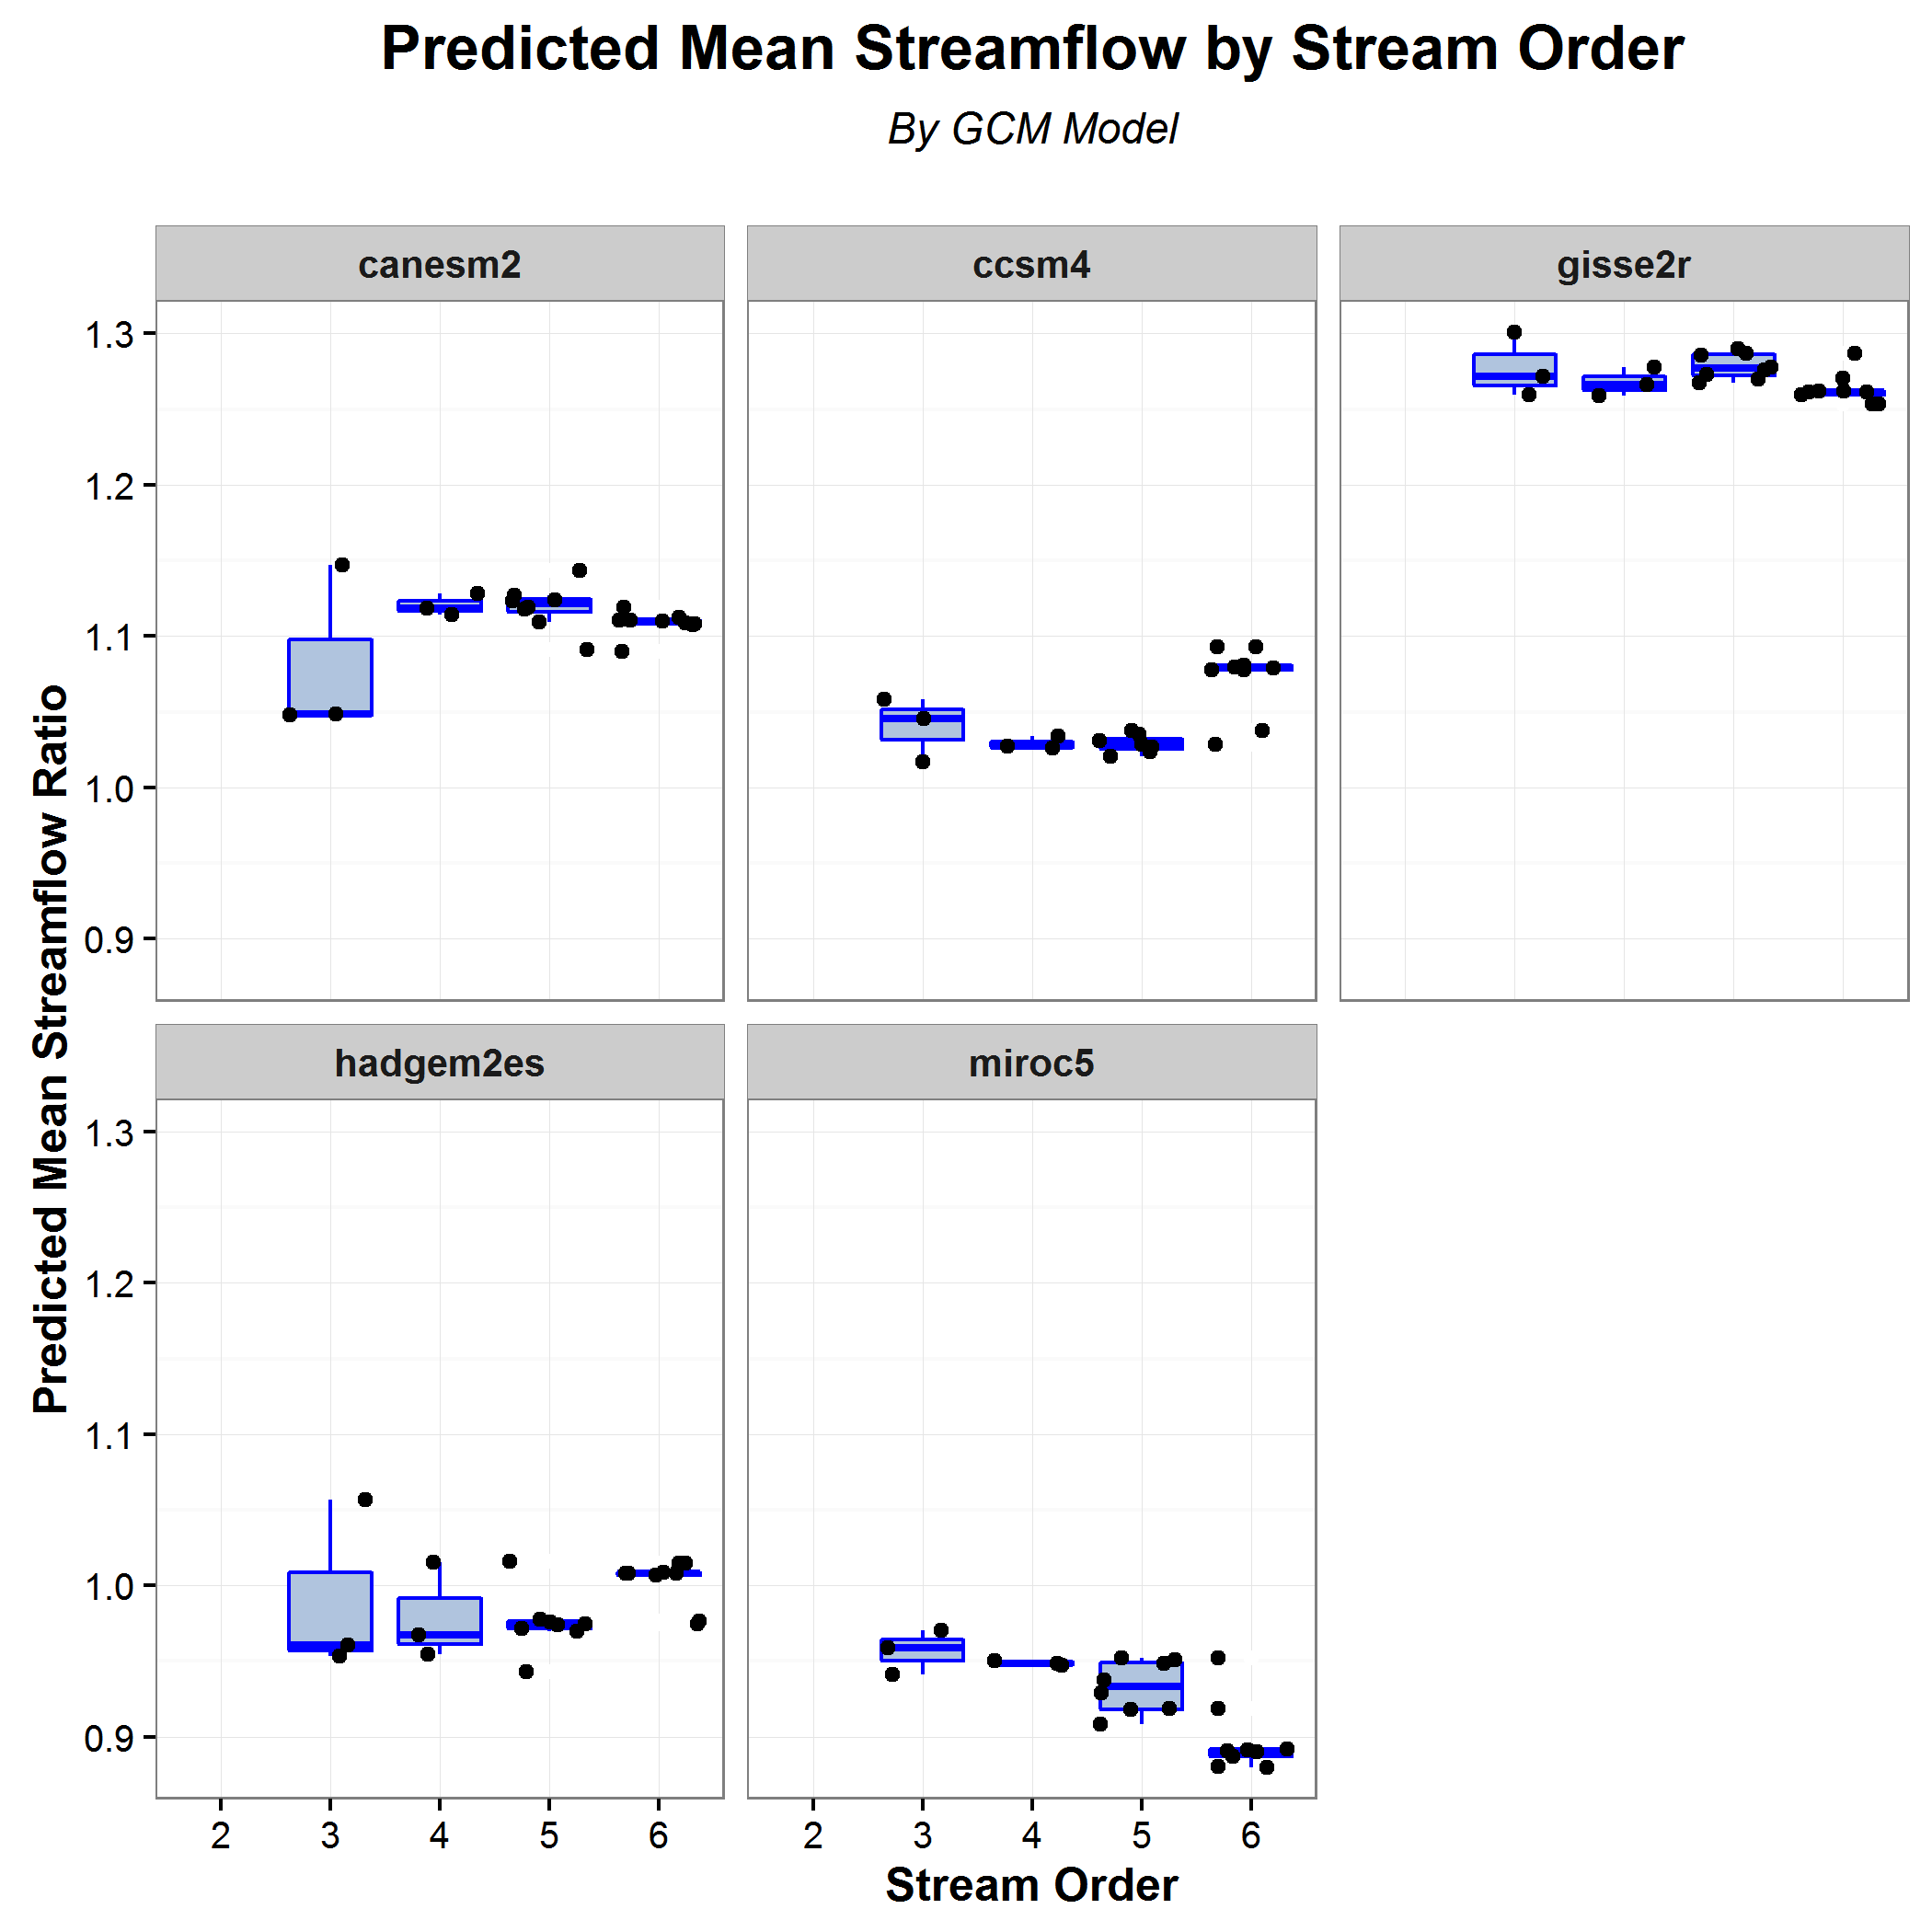 Predicted Mean Streamflow by Stream Order
By GCM Model
canesm2
ccsm4
gisse2r
1.3
1.2
1.1
1.0
0.9
Predicted Mean Streamflow Ratio
hadgem2es
miroc5
1.3
1.2
1.1
1.0
0.9
2 3 4 5 6
2 3 4 5 6
Stream Order